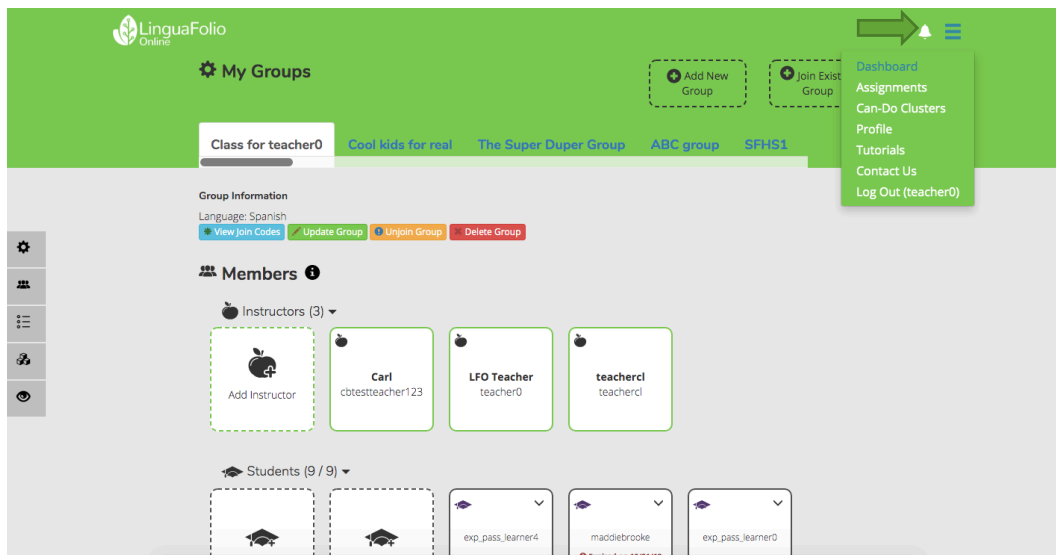 LinguaFolio
Online
My Groups
Add New
Group
Join Exist
Group
Dashboard
Assignments
Can-Do Clusters
Profile
Tutorials
Contact Us
Log Out (teacher0)
Class for teacher0
Cool kids for real
The Super Duper Group
ABC group
SFHS1
Group Information
Language: Spanish
View Join Codes
Update Group
Unjoin Group
Delete Group
Members
Instructors (3)
Add Instructor
Carl
cbtestteacher123
LFO Teacher
teacher0
teachercl
teachercl
Students (9 / 9)
exp_pass_learner4
maddiebrooke
exp_pass_learner0